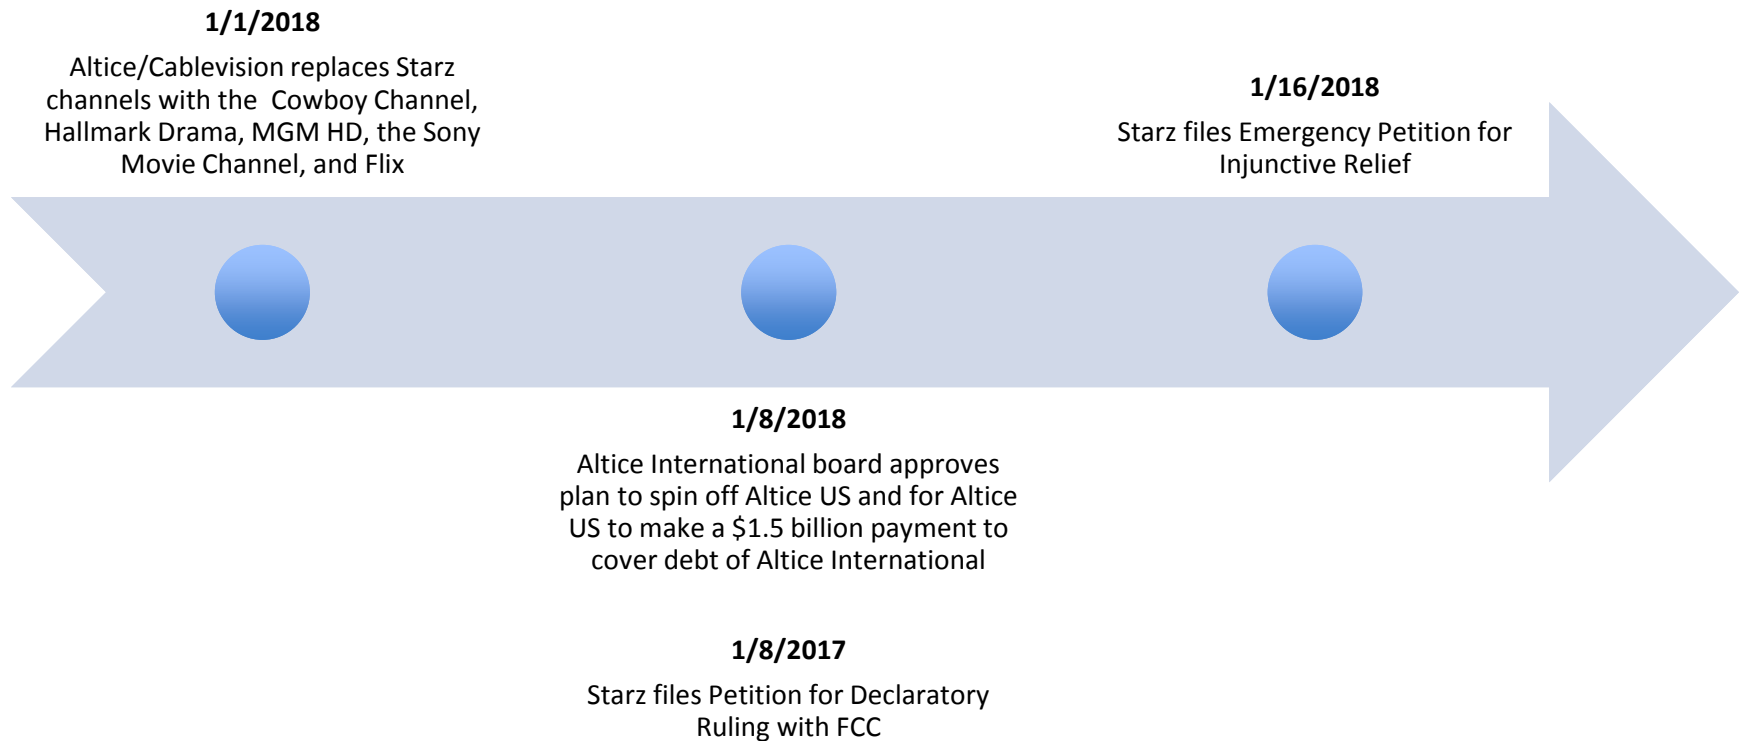 1/1/2018
Altice/Cablevision replaces Starz
channels with the  Cowboy Channel,
Hallmark Drama, MGM HD, the Sony
Movie Channel, and Flix
1/8/2018
Altice International board approves
plan to spin off Altice US and for Altice
US to make a $1.5 billion payment to
cover debt of Altice International
1/8/2017
Starz files Petition for Declaratory
Ruling with FCC
1/16/2018
Starz files Emergency Petition for
Injunctive Relief